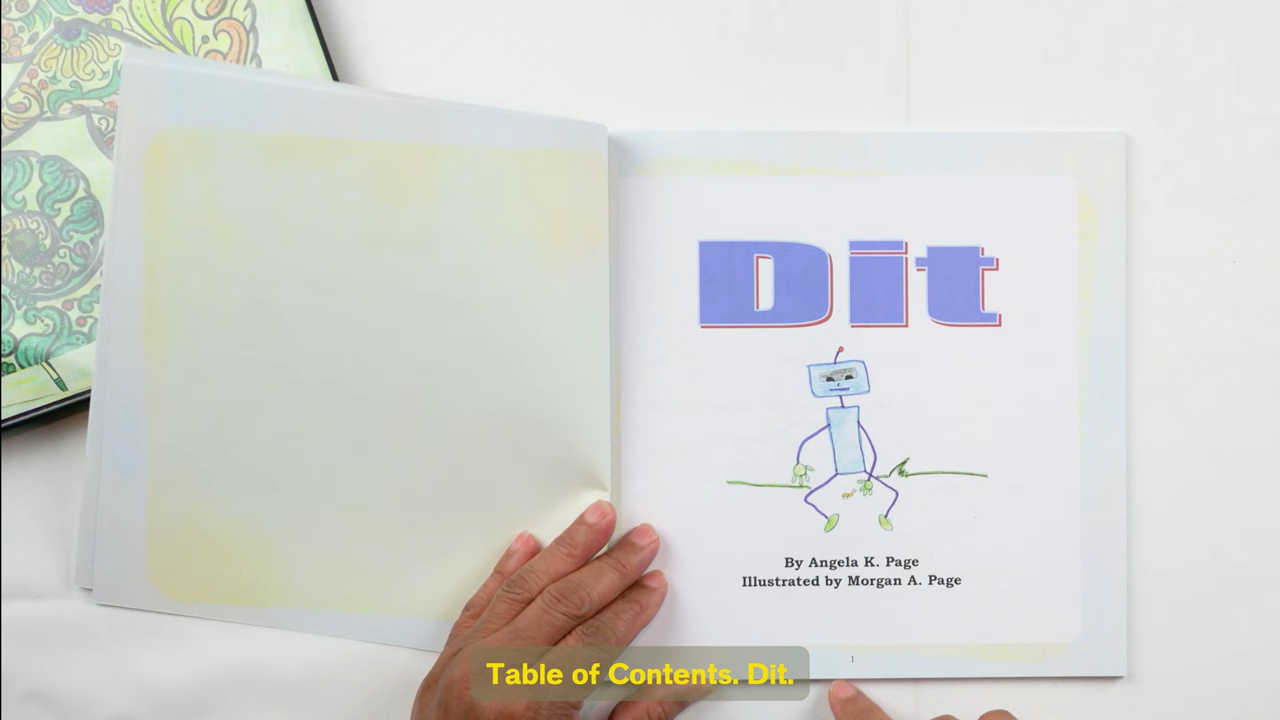 Dit
By Angela K. Page
Illustrated by Morgan A. Page
1
Table of Contents. Dit.